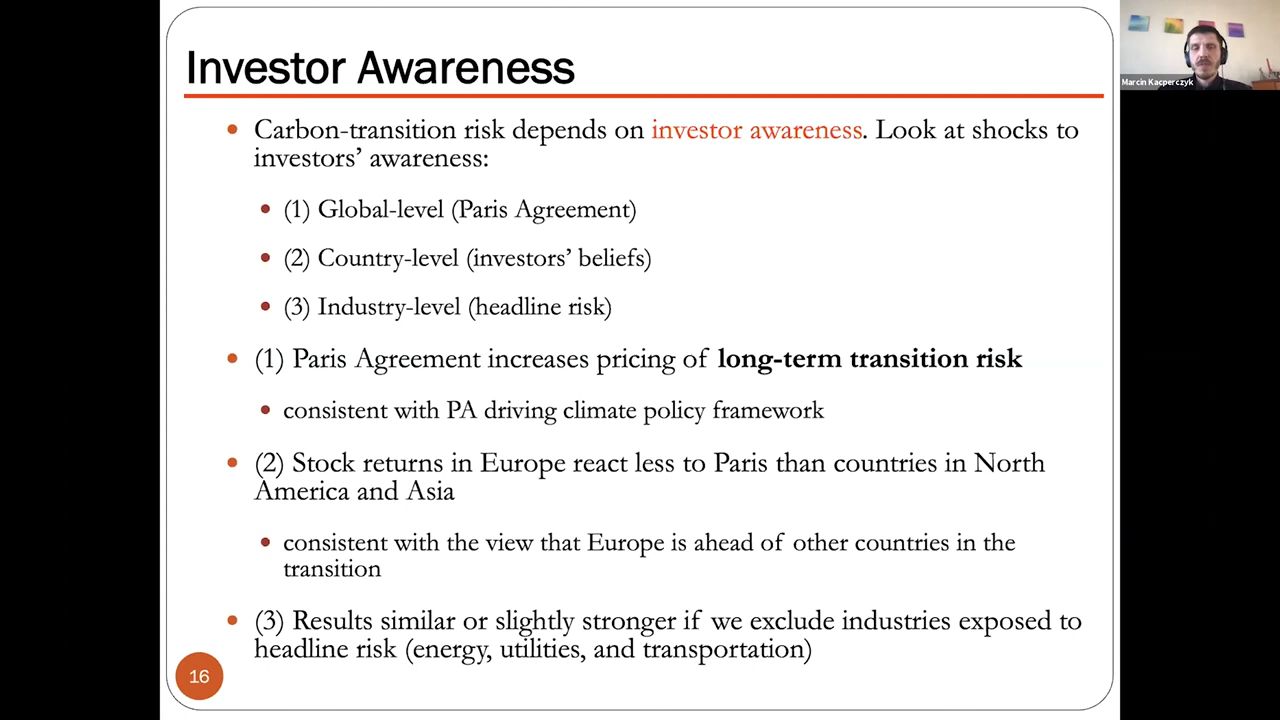 Investor Awareness
• Carbon-transition risk depends on investor awareness. Look at shocks to
investors’ awareness:
• (1) Global-level (Paris Agreement)
• (2) Country-level (investors’ beliefs)
• (3) Industry-level (headline risk)
• (1) Paris Agreement increases pricing of long-term transition risk
• consistent with PA driving climate policy framework
• (2) Stock returns in Europe react less to Paris than countries in North
America and Asia
• consistent with the view that Europe is ahead of other countries in the
transition
• (3) Results similar or slightly stronger if we exclude industries exposed to
headline risk (energy, utilities, and transportation)
16
Marcin Kacperczyk